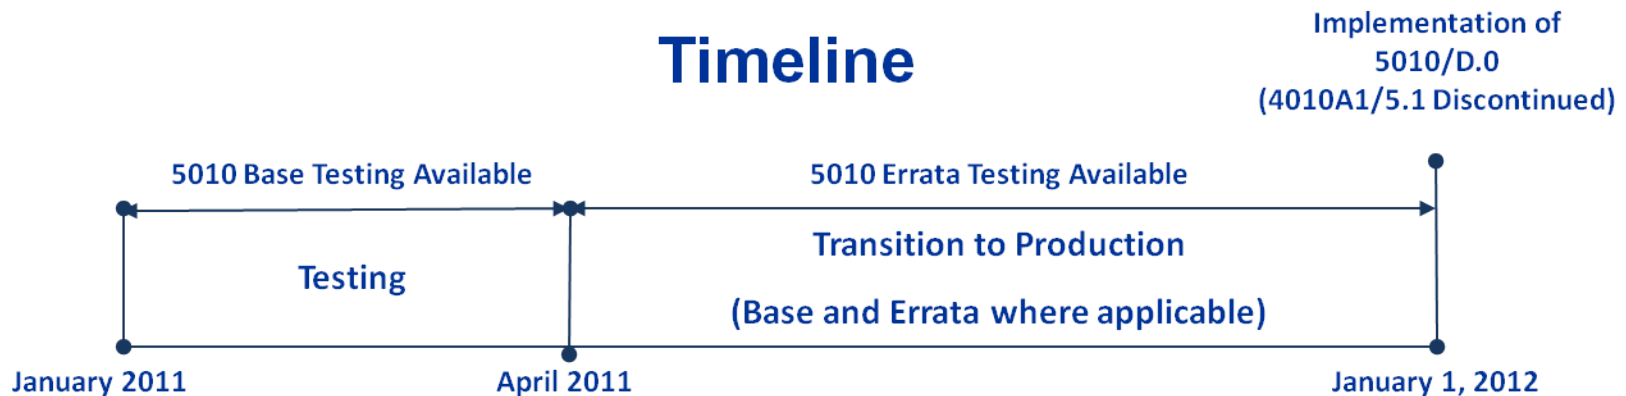 Timeline
Implementation of
5010/D.0
(4010A1/5.1 Discontinued)
5010 Base Testing Available
5010 Errata Testing Available
Testing
Transition to Production
(Base and Errata where applicable)
January 2011
April 2011
January 1, 2012